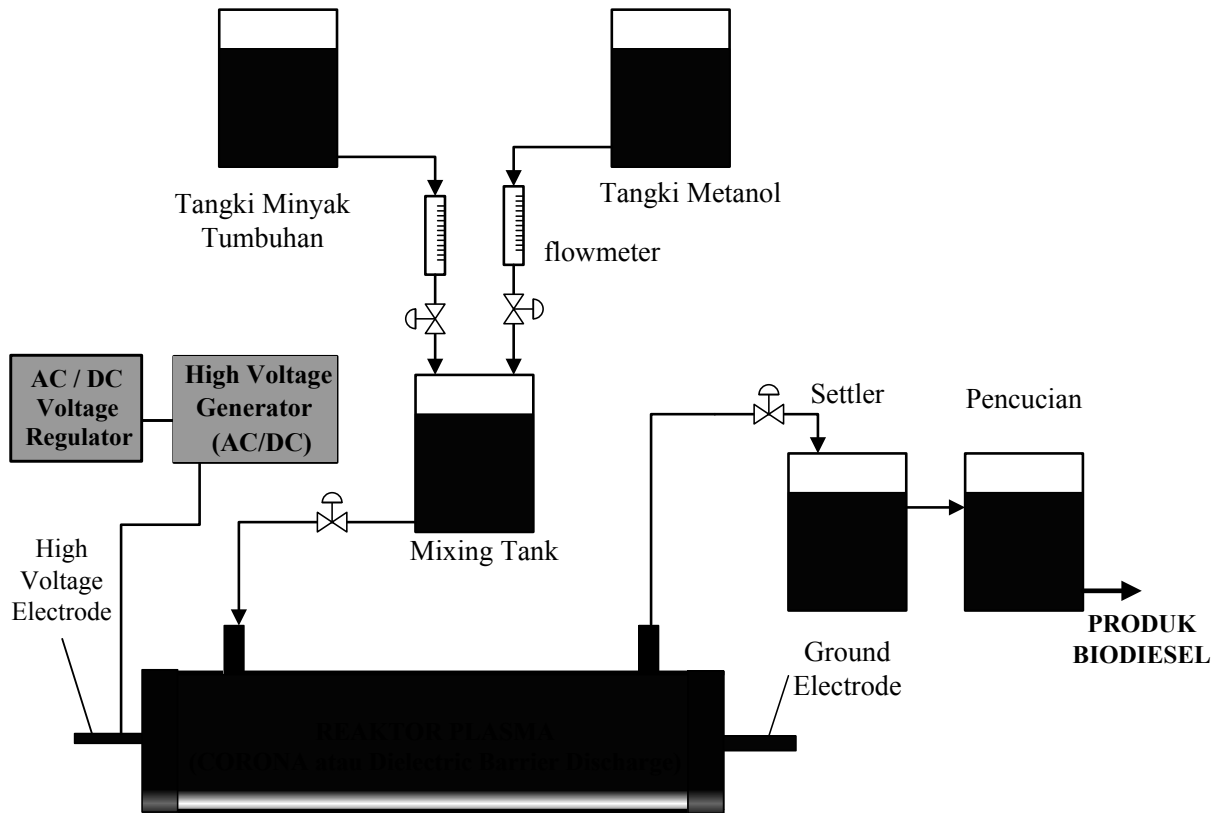 Tangki Minyak
Tumbuhan
Tangki Metanol
flowmeter
AC / DC
Voltage
Regulator
High Voltage
Generator
(AC/DC)
Mixing Tank
Settler
Pencucian
High
Voltage
Electrode
Ground
Electrode
PRODUK
BIODIESEL
REAKTOR PLASMA
(CORONA atau Dielectric Barrier Discharge)